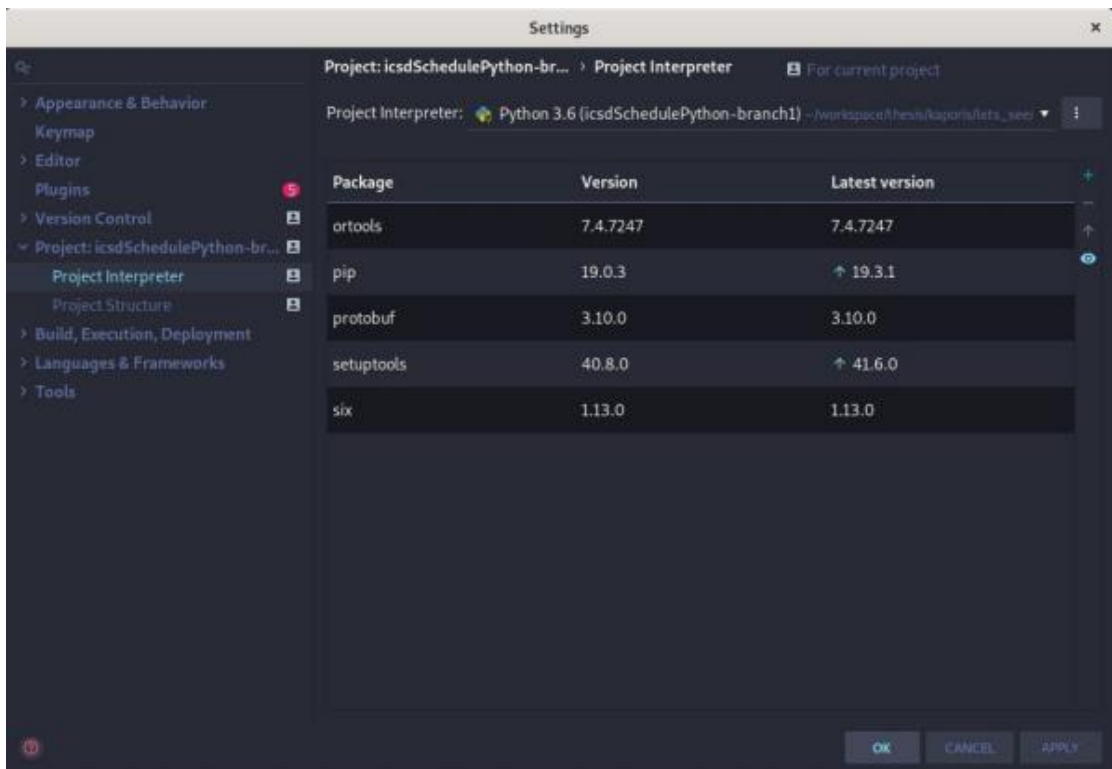 Settings
Appearance & Behavior
Keymap
Editor
Plugins 5
Version Control
Project: icsdSchedulePython-br...
Project Interpreter
Project Structure
Build, Execution, Deployment
Languages & Frameworks
Tools
Project: icsdSchedulePython-br... › Project Interpreter For current project
Project Interpreter: Python 3.6 (icsdSchedulePython-branch1) ~/workspace/thesis/kaporis/lets_see/
Package Version Latest version
ortools 7.4.7247 7.4.7247
pip 19.0.3 ↑ 19.3.1
protobuf 3.10.0 3.10.0
setuptools 40.8.0 ↑ 41.6.0
six 1.13.0 1.13.0
OK CANCEL APPLY